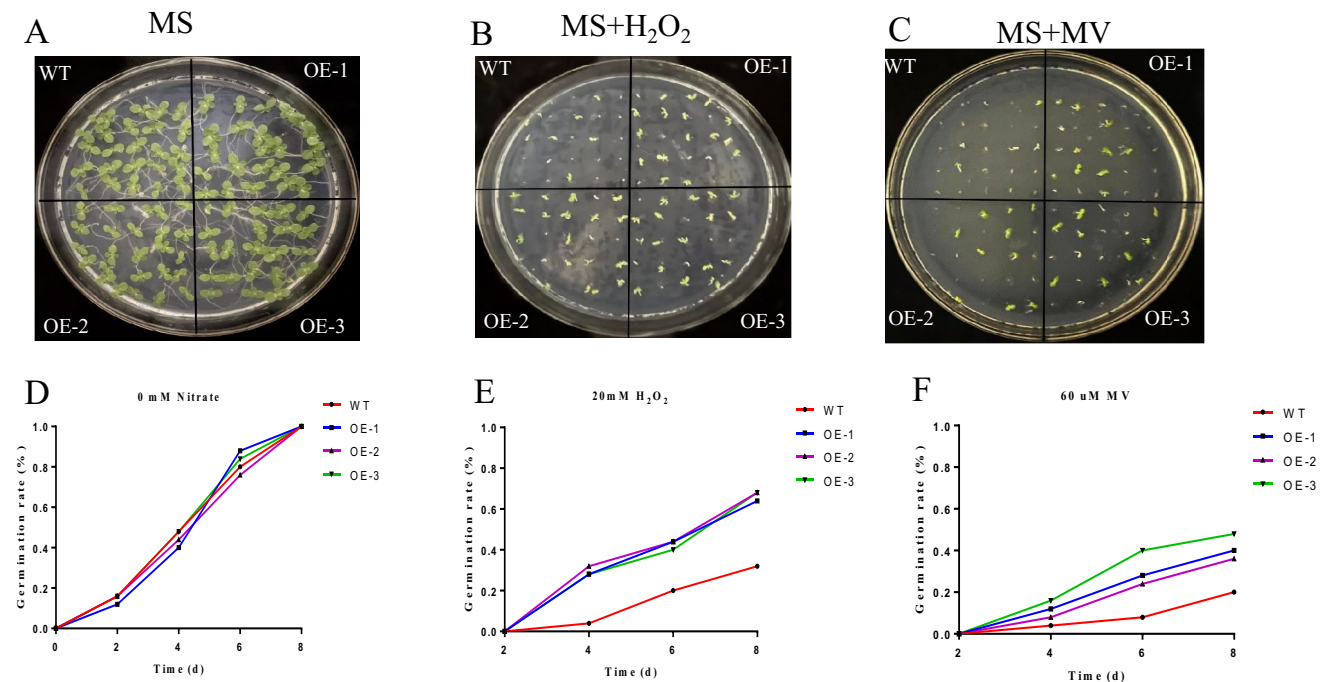 A
MS
WT
OE-1
OE-2
OE-3
B
MS+H₂O₂
WT
OE-1
OE-2
OE-3
C
MS+MV
WT
OE-1
OE-2
OE-3
D
0 mM Nitrate
Germination rate (%)
1.0
0.8
0.6
0.4
0.2
0.0
0 2 4 6 8
Time (d)
WT
OE-1
OE-2
OE-3
E
20mM H₂O₂
Germination rate (%)
1.0
0.8
0.6
0.4
0.2
0.0
2 4 6 8
Time (d)
WT
OE-1
OE-2
OE-3
F
60 uM MV
Germination rate (%)
1.0
0.8
0.6
0.4
0.2
0.0
2 4 6 8
Time (d)
WT
OE-1
OE-2
OE-3